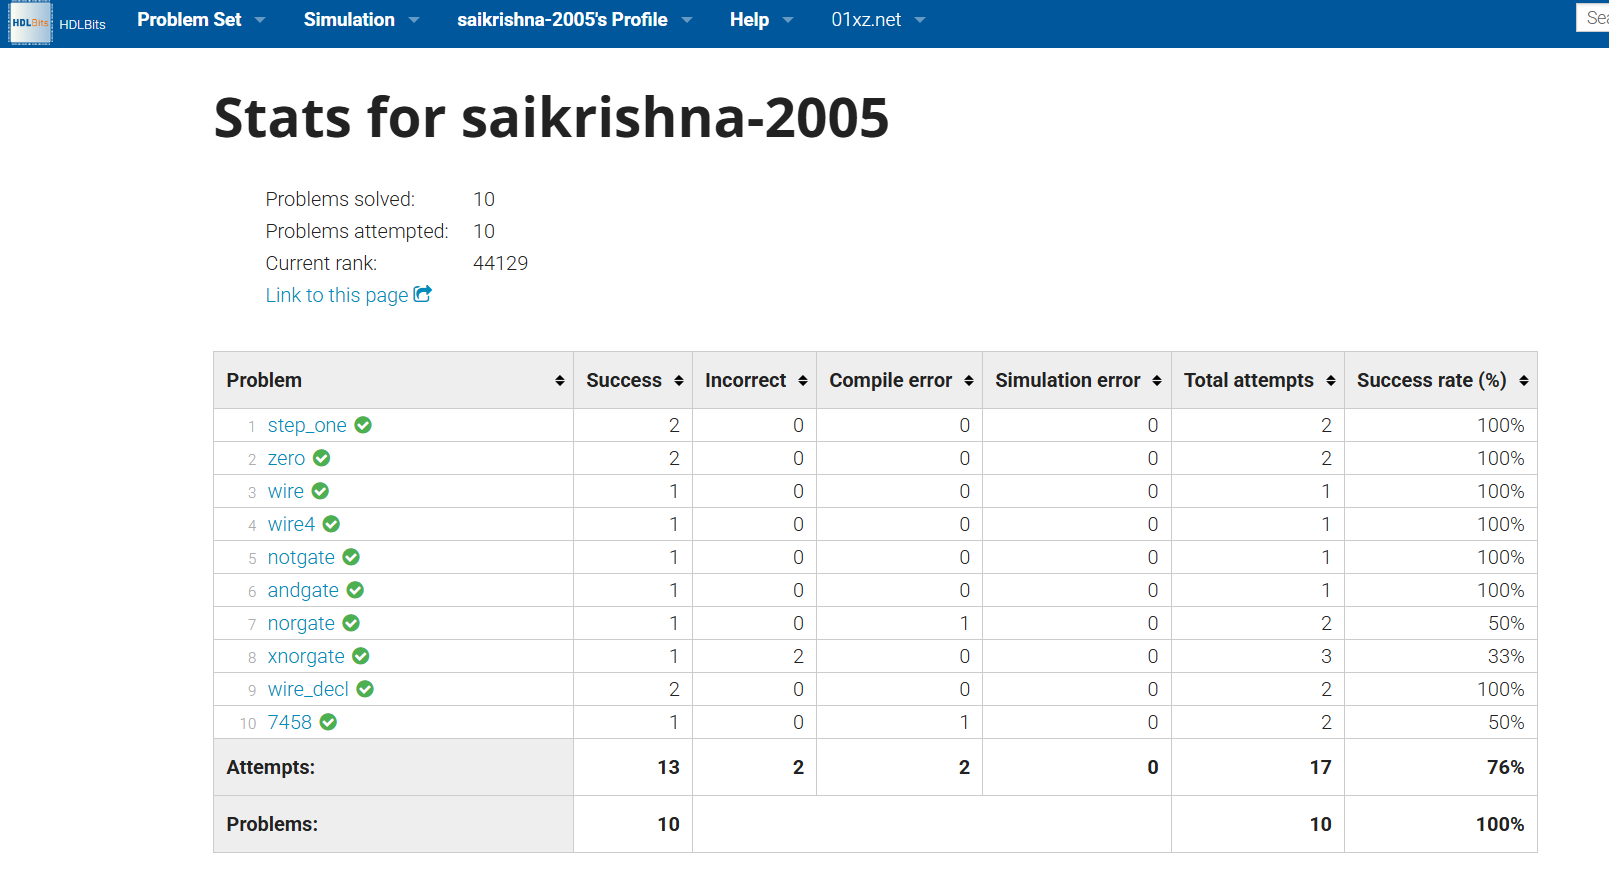 HDLBits HDLBits Problem Set Simulation saikrishna-2005's Profile Help 01xz.net Sea
Stats for saikrishna-2005
Problems solved: 10
Problems attempted: 10
Current rank: 44129
Link to this page
Problem Success Incorrect Compile error Simulation error Total attempts Success rate (%)
1 step_one 2 0 0 0 2 100%
2 zero 2 0 0 0 2 100%
3 wire 1 0 0 0 1 100%
4 wire4 1 0 0 0 1 100%
5 notgate 1 0 0 0 1 100%
6 andgate 1 0 0 0 1 100%
7 norgate 1 0 1 0 2 50%
8 xnorgate 1 2 0 0 3 33%
9 wire_decl 2 0 0 0 2 100%
10 7458 1 0 1 0 2 50%
Attempts: 13 2 2 0 17 76%
Problems: 10 10 100%